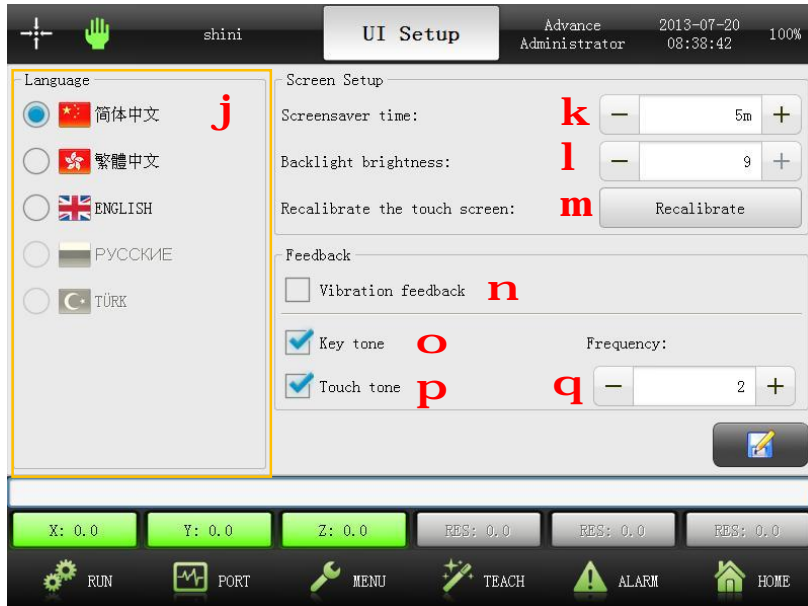 shini UI Setup Advance Administrator 2013-07-20 08:38:42 100%
Language
简体中文 j
繁體中文
ENGLISH
РУССКИЕ
TÜRK
Screen Setup
Screensaver time: k − 5m +
Backlight brightness: l − 9 +
Recalibrate the touch screen: m Recalibrate
Feedback
Vibration feedback n
Key tone o Frequency:
Touch tone p q − 2 +
X: 0.0 Y: 0.0 Z: 0.0 RES: 0.0 RES: 0.0 RES: 0.0
RUN PORT MENU TEACH ALARM HOME